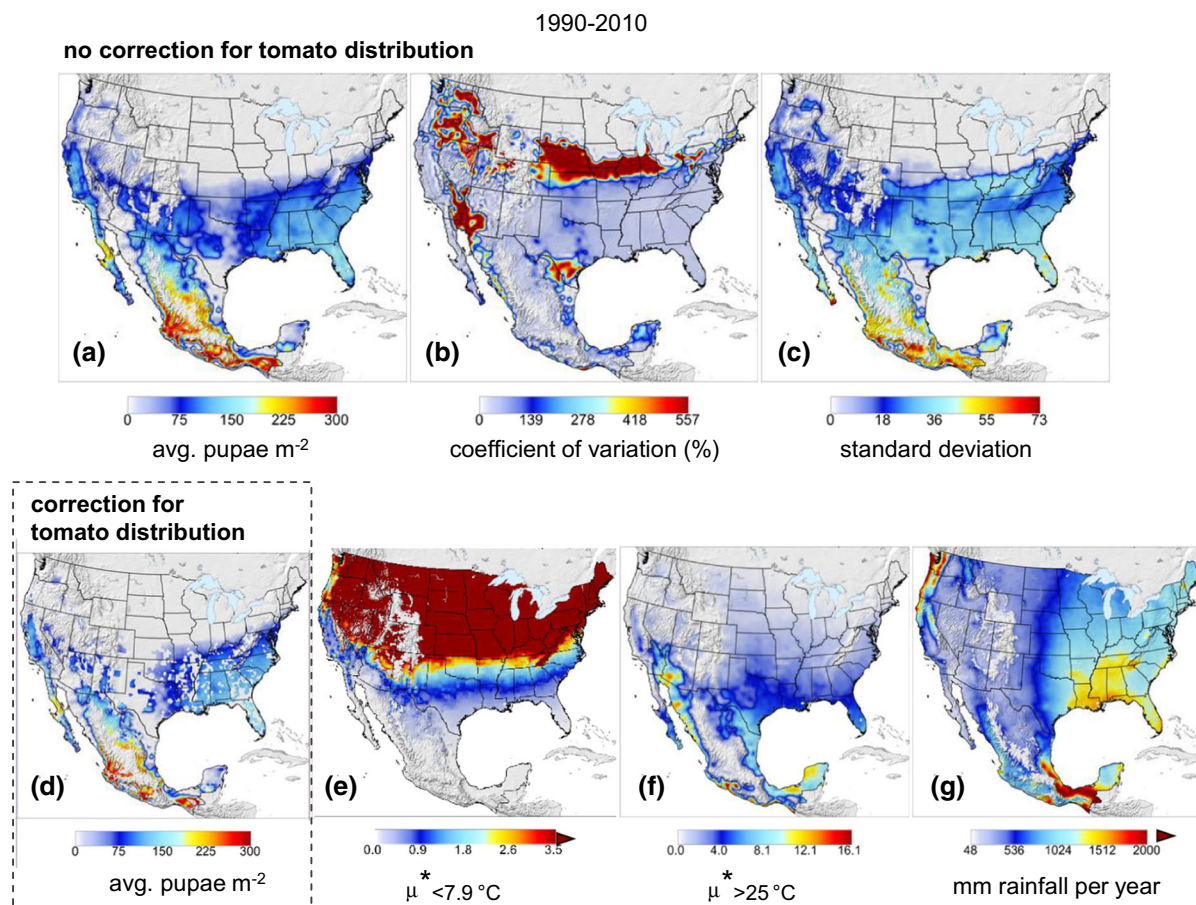 1990-2010
no correction for tomato distribution
(a) (b) (c)
0 75 150 225 300 0 139 278 418 557 0 18 36 55 73
avg. pupae m-2 coefficient of variation (%) standard deviation
correction for
tomato distribution
(d) (e) (f) (g)
0 75 150 225 300 0.0 0.9 1.8 2.6 3.5 0.0 4.0 8.1 12.1 16.1 48 536 1024 1512 2000
avg. pupae m-2 μ* <7.9 °C μ* >25 °C mm rainfall per year